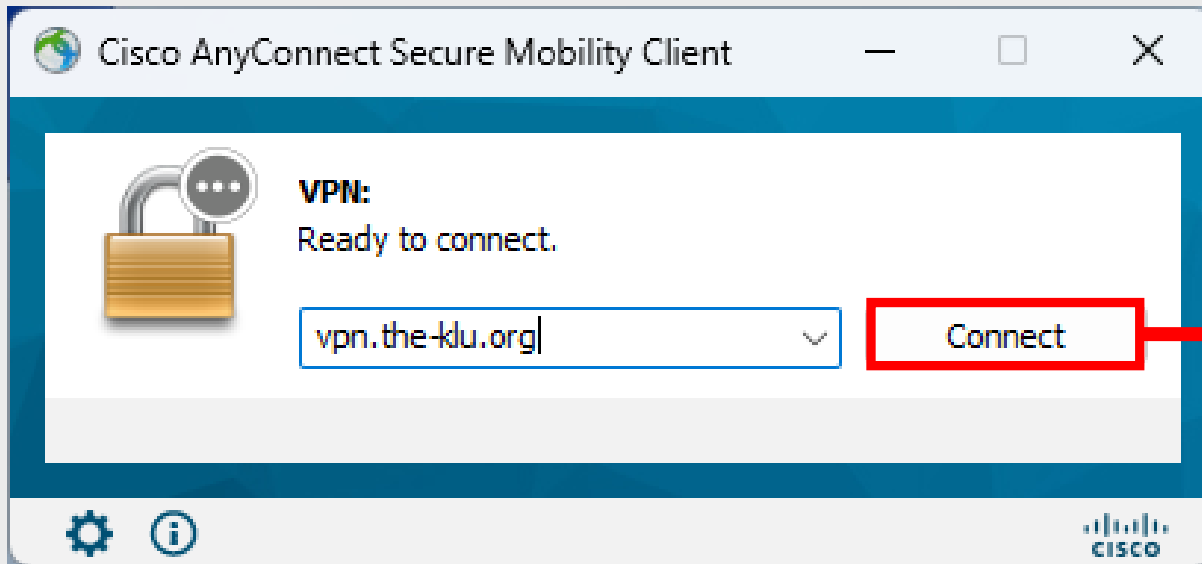 Cisco AnyConnect Secure Mobility Client
VPN:
Ready to connect.
vpn.the-klu.org
Connect
CISCO